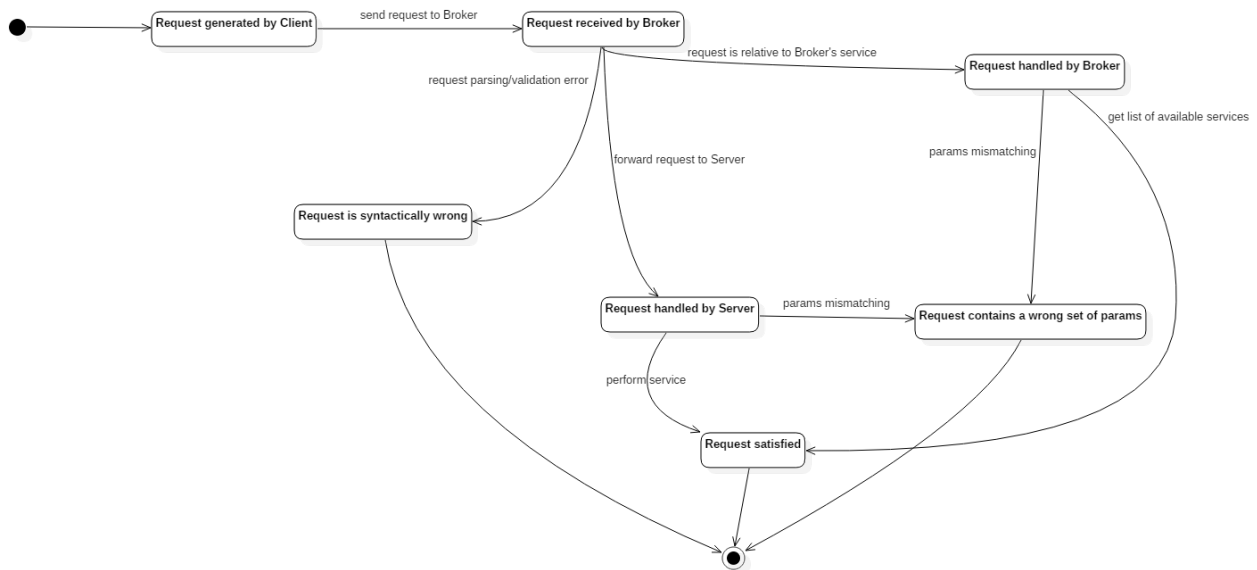 Request generated by Client
send request to Broker
Request received by Broker
request is relative to Broker's service
Request handled by Broker
request parsing/validation error
get list of available services
params mismatching
forward request to Server
Request is syntactically wrong
Request handled by Server
params mismatching
Request contains a wrong set of params
perform service
Request satisfied